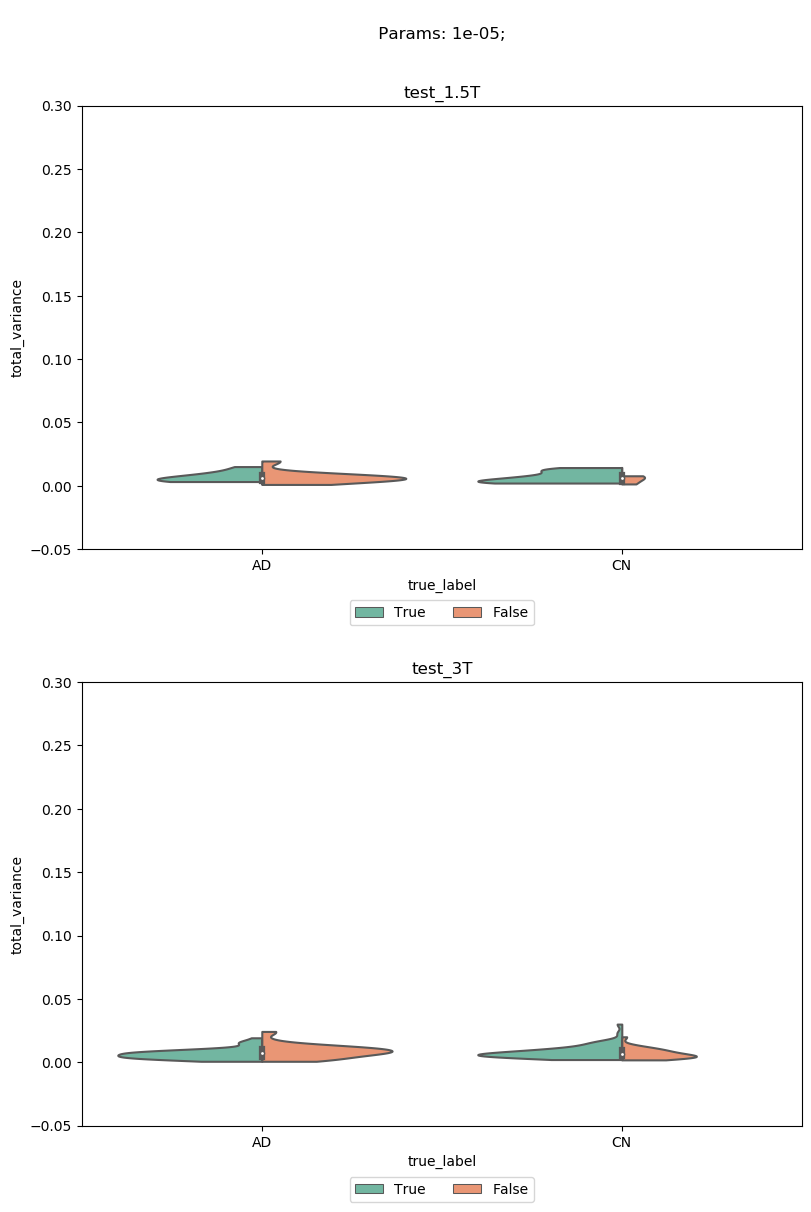 Params: 1e-05;
test_1.5T
0.30
0.25
0.20
0.15
0.10
0.05
0.00
−0.05
total_variance
AD CN
true_label
True False
test_3T
0.30
0.25
0.20
0.15
0.10
0.05
0.00
−0.05
total_variance
AD CN
true_label
True False